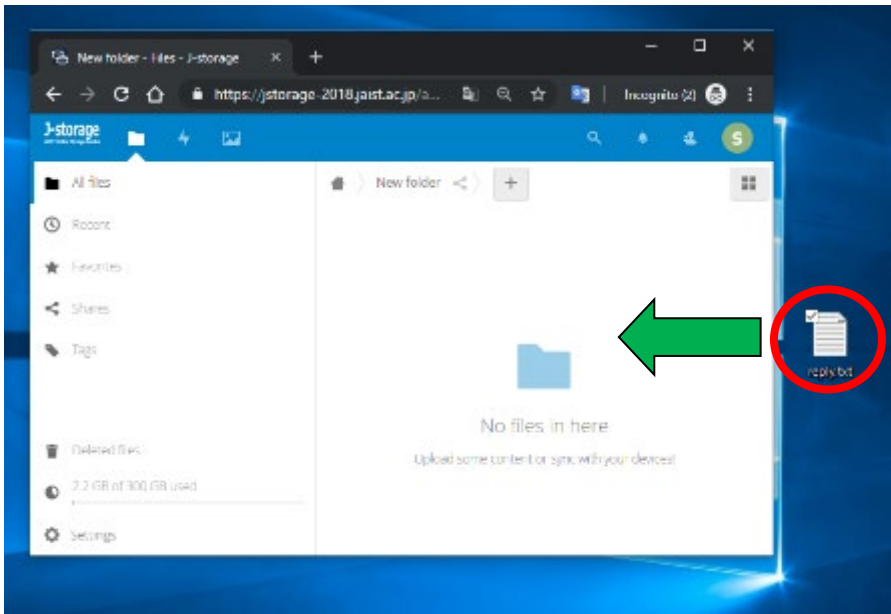 New folder - Files - J-storage
https://jstorage-2018.jaist.ac.jp/a...
Incognito (2)
J-storage
S
All files
New folder
Recent
Favorites
Shares
Tags
No files in here
Upload some content or sync with your devices!
Deleted files
2.2 GB of 300 GB used
Settings
reply.txt